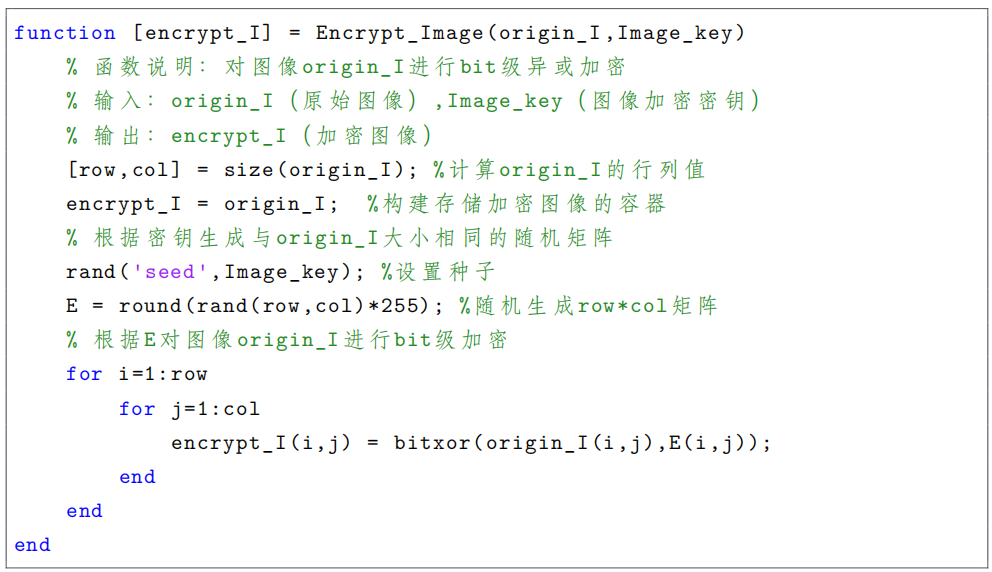 function [encrypt_I] = Encrypt_Image(origin_I,Image_key)
    % 函数说明：对图像origin_I进行bit级异或加密
    % 输入：origin_I（原始图像）,Image_key（图像加密密钥）
    % 输出：encrypt_I（加密图像）
    [row,col] = size(origin_I); %计算origin_I的行列值
    encrypt_I = origin_I;  %构建存储加密图像的容器
    % 根据密钥生成与origin_I大小相同的随机矩阵
    rand('seed',Image_key); %设置种子
    E = round(rand(row,col)*255); %随机生成row*col矩阵
    % 根据E对图像origin_I进行bit级加密
    for i=1:row
        for j=1:col
            encrypt_I(i,j) = bitxor(origin_I(i,j),E(i,j));
        end
    end
end